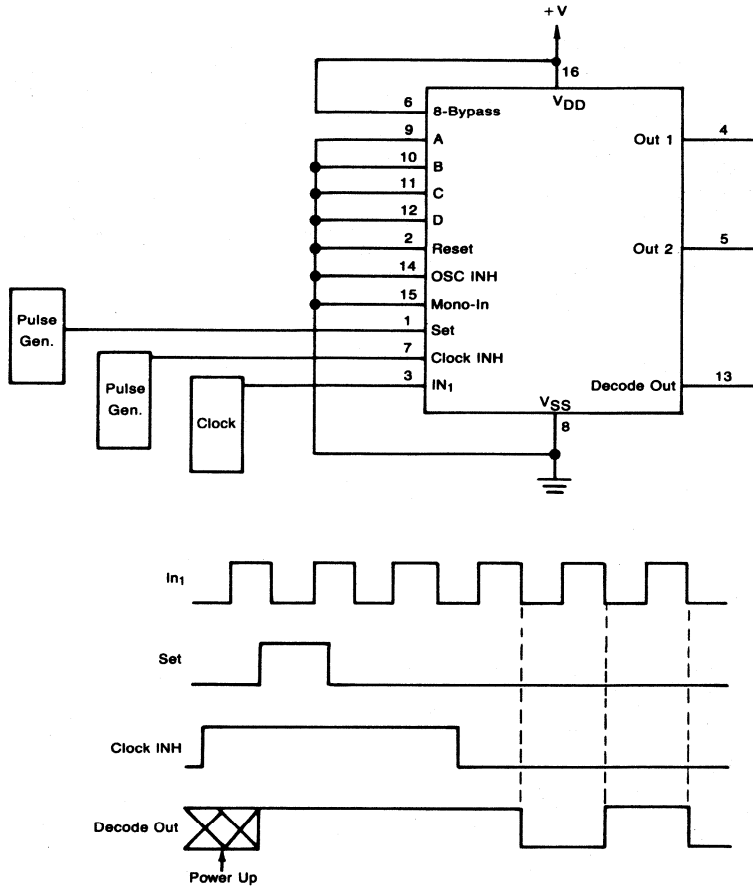 +V
16
VDD
6 8-Bypass
9 A
10 B
11 C
12 D
2 Reset
14 OSC INH
15 Mono-In
1 Set
7 Clock INH
3 IN1
Out 1 4
Out 2 5
Decode Out 13
VSS
8
Pulse
Gen.
Pulse
Gen.
Clock
In1
Set
Clock INH
Decode Out
Power Up